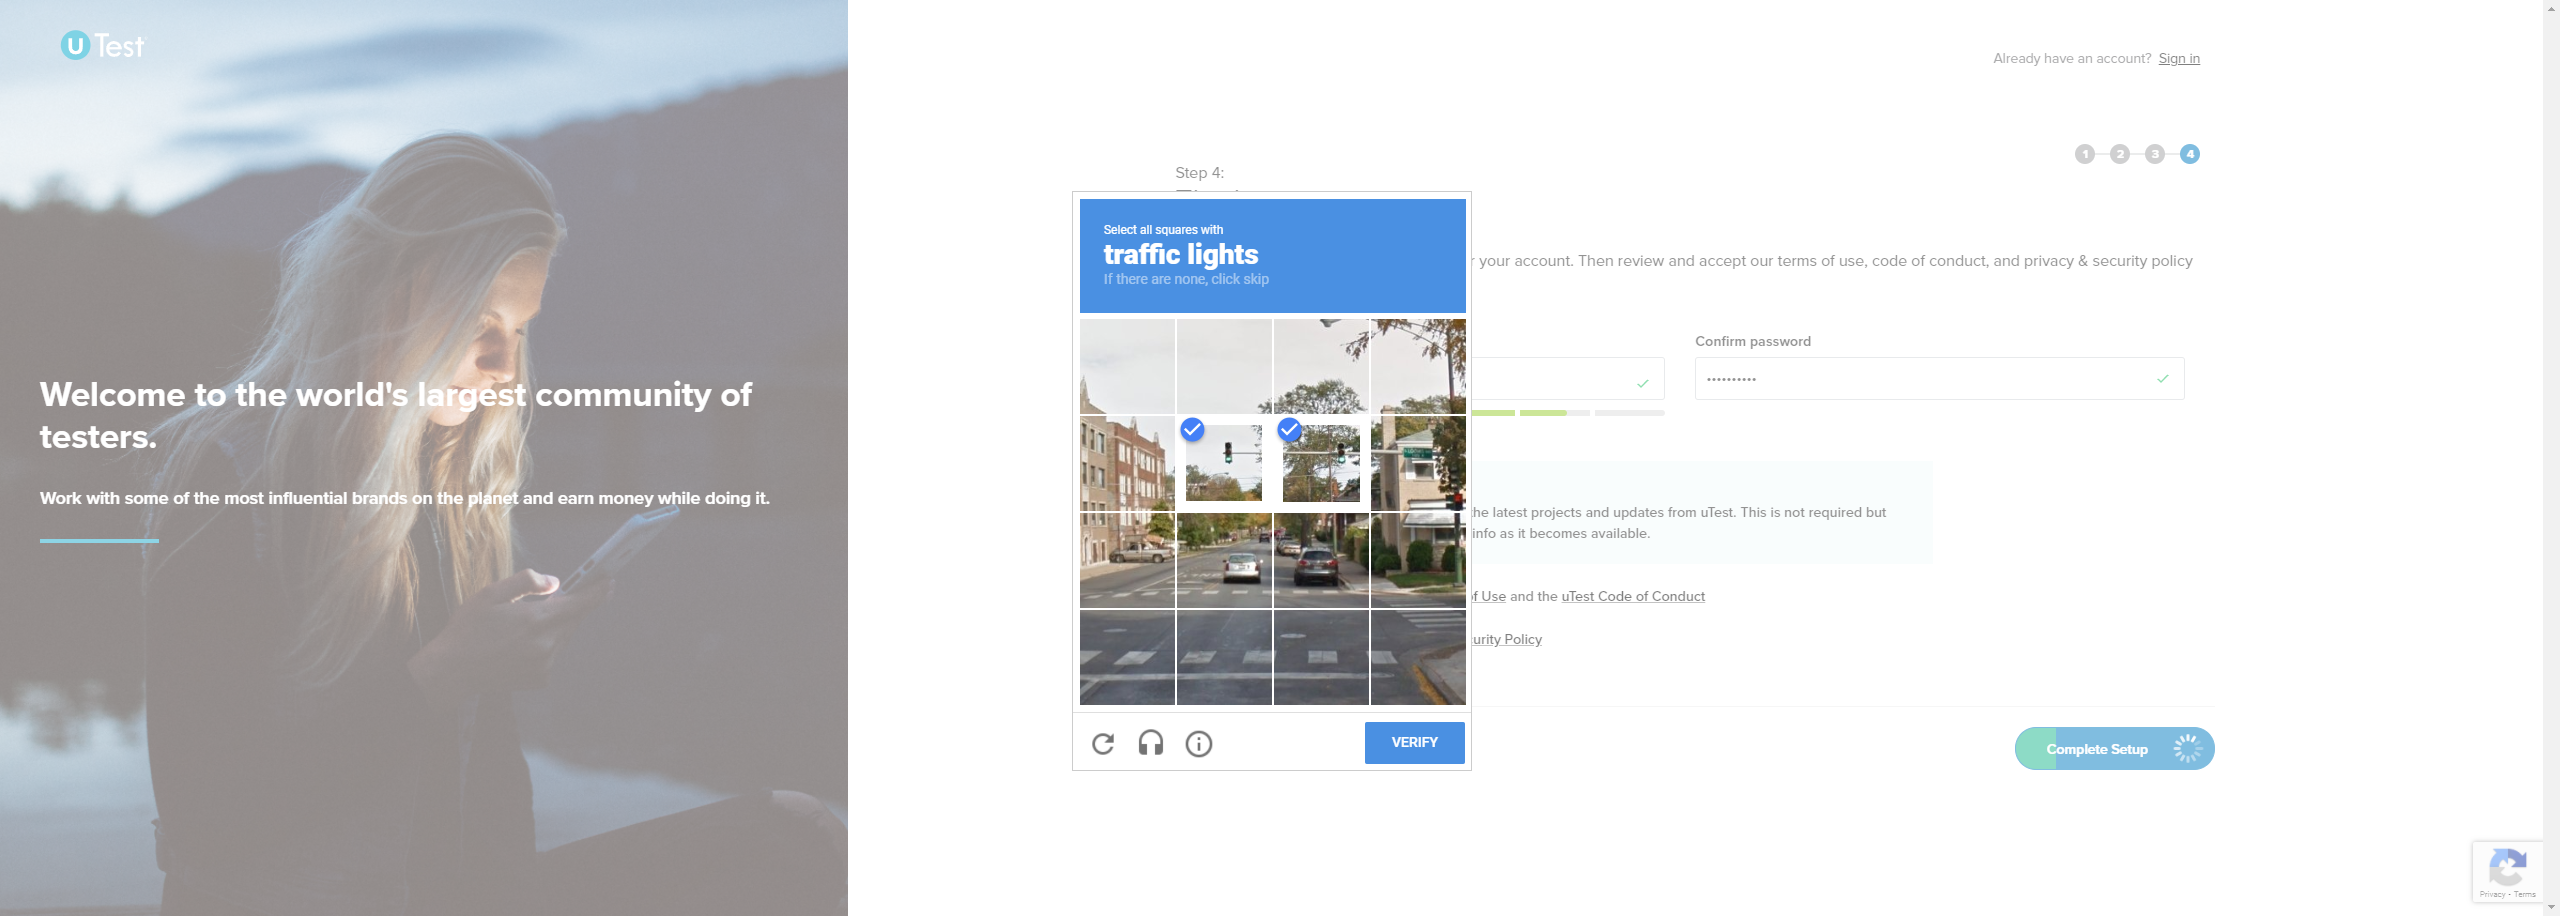 U Test
Already have an account? Sign in
1 2 3 4
Step 4:
Select all squares with
traffic lights
If there are none, click skip
your account. Then review and accept our terms of use, code of conduct, and privacy & security policy
Confirm password
Welcome to the world's largest community of
testers.
Work with some of the most influential brands on the planet and earn money while doing it.
the latest projects and updates from uTest. This is not required but
info as it becomes available.
of Use and the uTest Code of Conduct
curity Policy
VERIFY
Complete Setup
Privacy - Terms